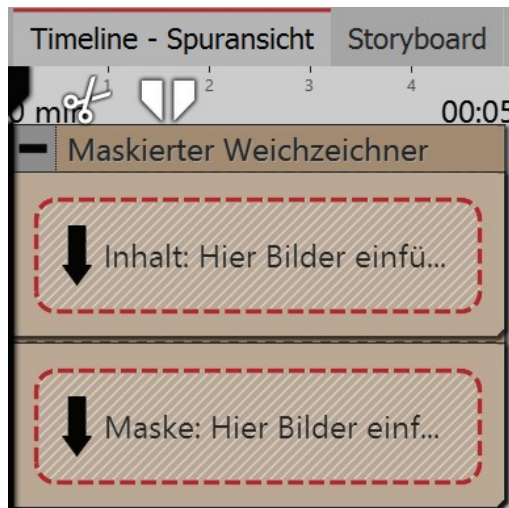 Timeline - Spuransicht Storyboard
1 2 3 4
0 min 00:05
Maskierter Weichzeichner
Inhalt: Hier Bilder einfü...
Maske: Hier Bilder einf...